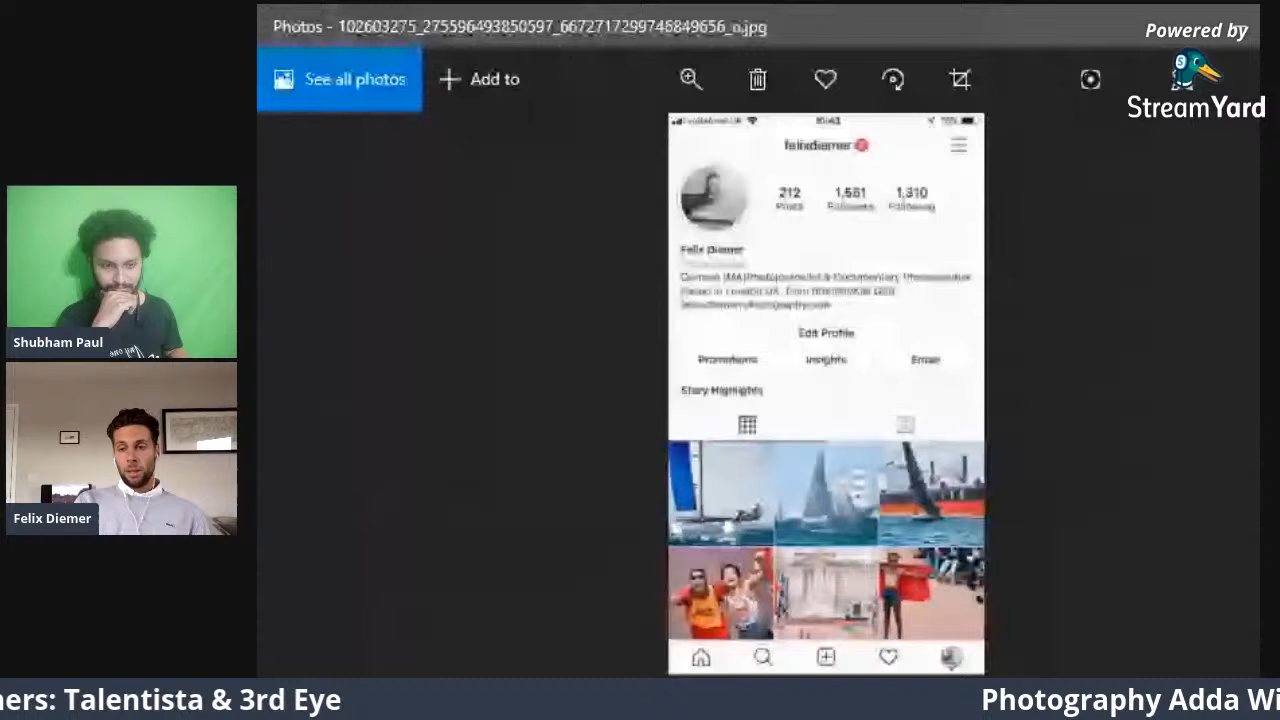 Photos - 102603275_275596493850597_6672717299746849656_o.jpg
Powered by
StreamYard
See all photos
Add to
felixdiemer
212
1,561
1,310
Posts
Followers
Following
Felix Diemer
Edit Profile
Promotions
Insights
Email
Story Highlights
Shubham Paul
Felix Diemer
ners: Talentista & 3rd Eye
Photography Adda Wi